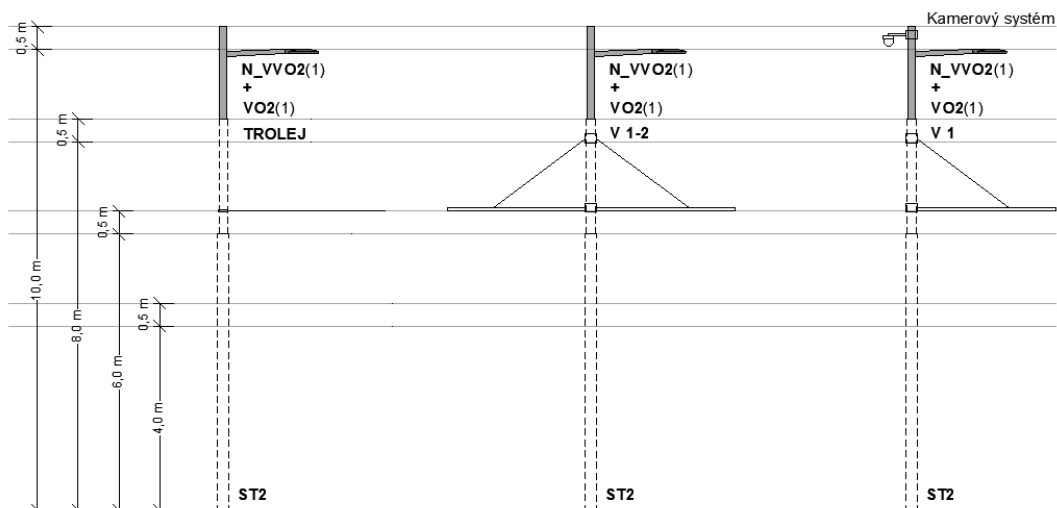 Kamerový systém
0,5 m
N_VVO2(1)
+
VO2(1)
TROLEJ
N_VVO2(1)
+
VO2(1)
V 1-2
N_VVO2(1)
+
VO2(1)
V 1
0,5 m
0,5 m
0,5 m
10,0 m
8,0 m
6,0 m
4,0 m
ST2
ST2
ST2